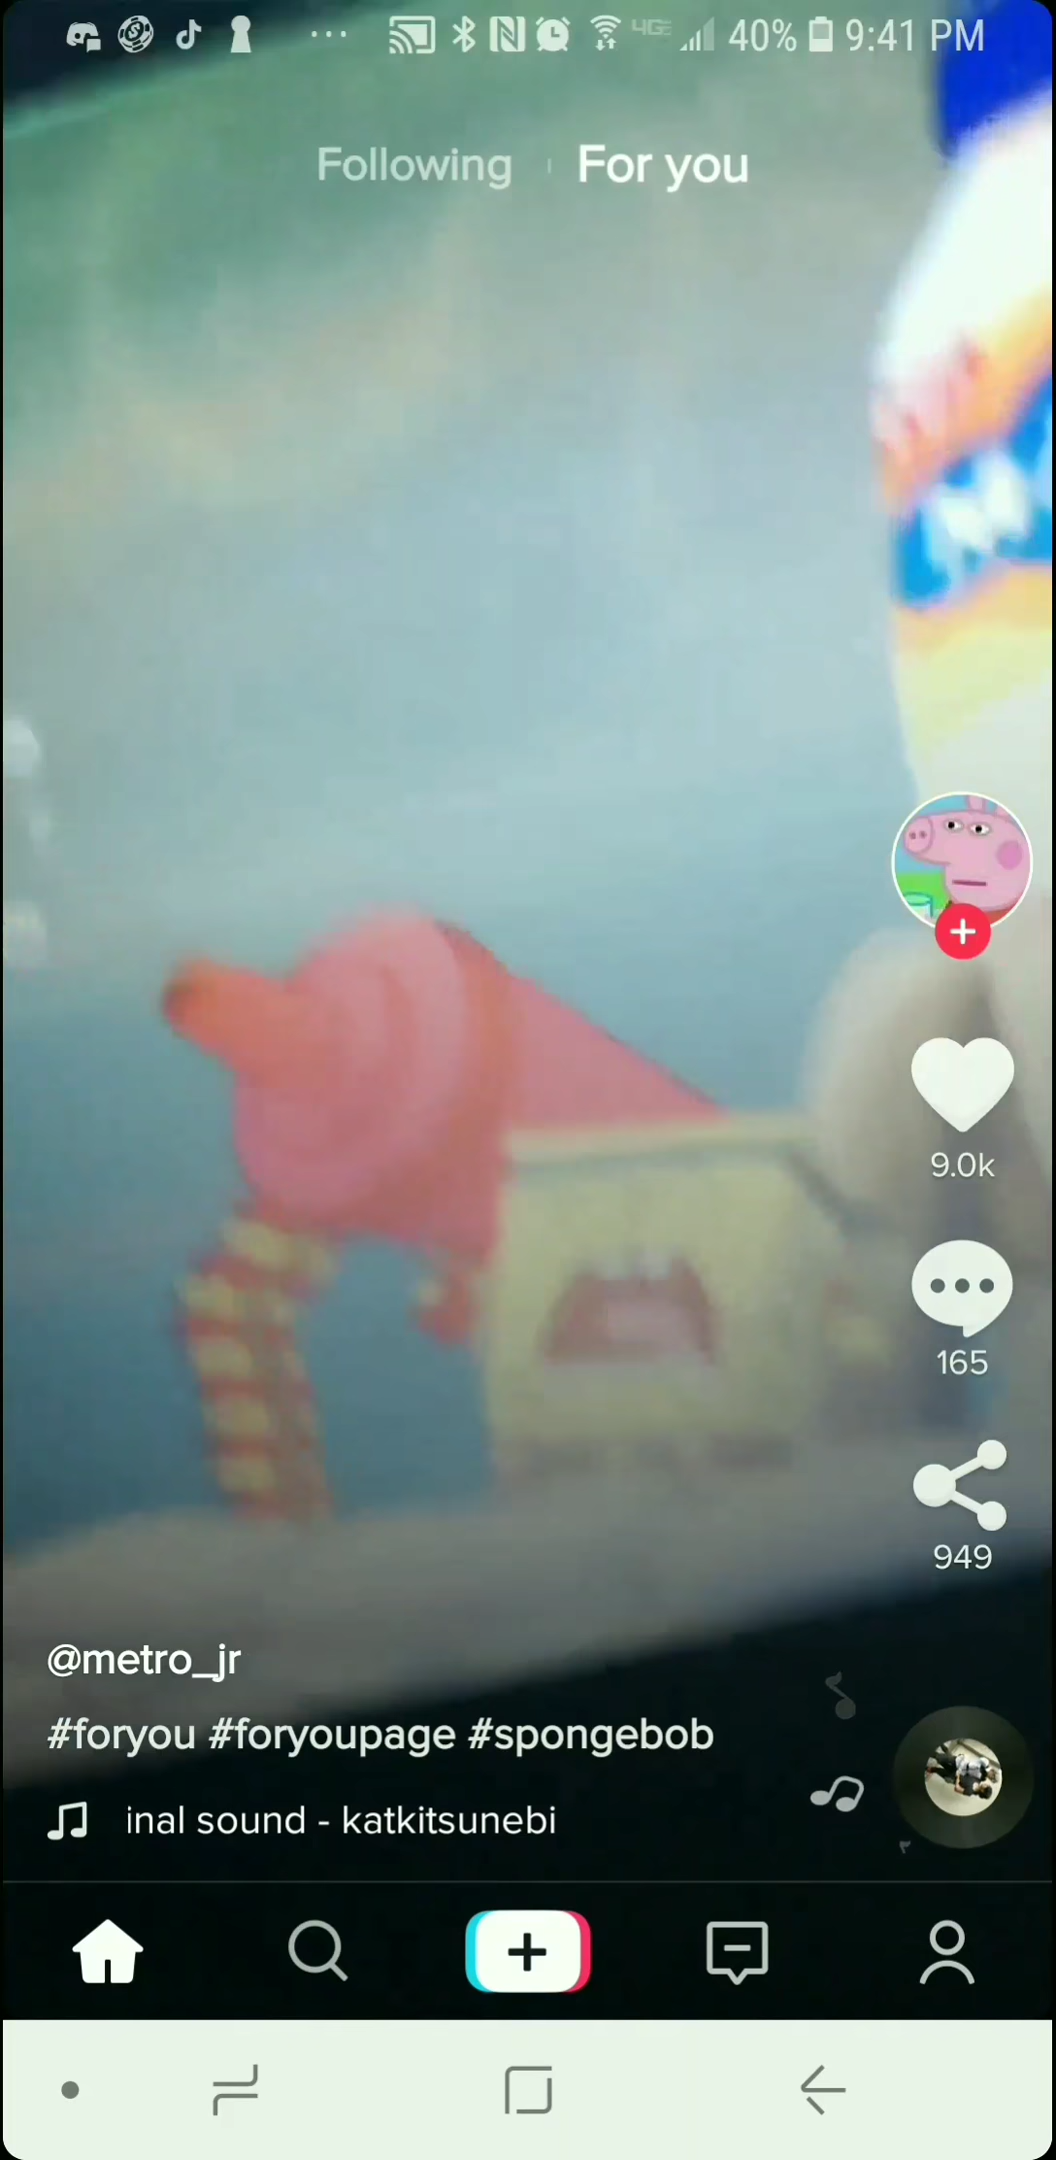 40% 9:41 PM
Following For you
9.0k
165
949
@metro_jr
#foryou #foryoupage #spongebob
inal sound - katkitsunebi